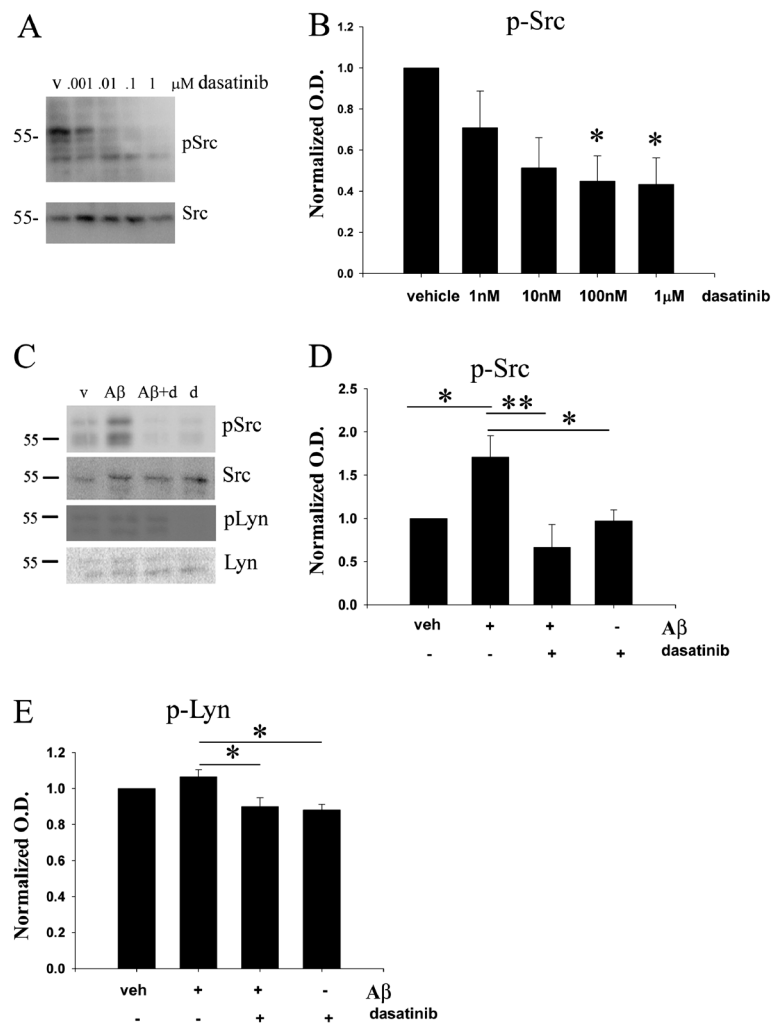 A
v .001 .01 .1 1 μM dasatinib
55-
pSrc
55-
Src
B
p-Src
Normalized O.D.
1.0
0.8
0.6
0.4
0.2
0.0
* *
vehicle 1nM 10nM 100nM 1μM dasatinib
C
v Aβ Aβ+d d
pSrc
55
Src
55
55
pLyn
55
Lyn
D
p-Src
Normalized O.D.
2.5
2.0
1.5
1.0
0.5
0.0
* ** *
veh + + - Aβ
- - + + dasatinib
E
p-Lyn
Normalized O.D.
1.2
1.0
0.8
0.6
0.4
0.2
0.0
* *
veh + + - Aβ
- - + + dasatinib